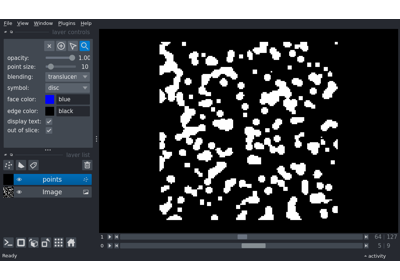 File View Window Plugins Help
layer controls
opacity: 1.00
point size: 10
blending: translucen
symbol: disc
face color: blue
edge color: black
display text:
out of slice:
layer list
points
Image
1 64 127
0 5 9
Ready activity